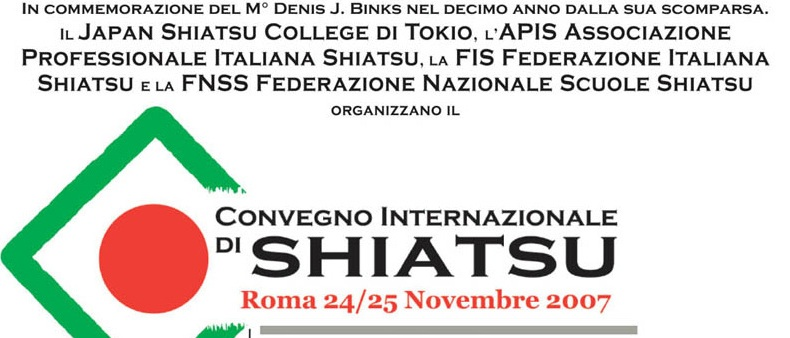 In commemorazione del M° Denis J. Binks nel decimo anno dalla sua scomparsa.
Il Japan Shiatsu College di Tokio, l'APIS Associazione
Professionale Italiana Shiatsu, la FIS Federazione Italiana
Shiatsu e la FNSS Federazione Nazionale Scuole Shiatsu
organizzano il
Convegno Internazionale
di SHIATSU
Roma 24/25 Novembre 2007